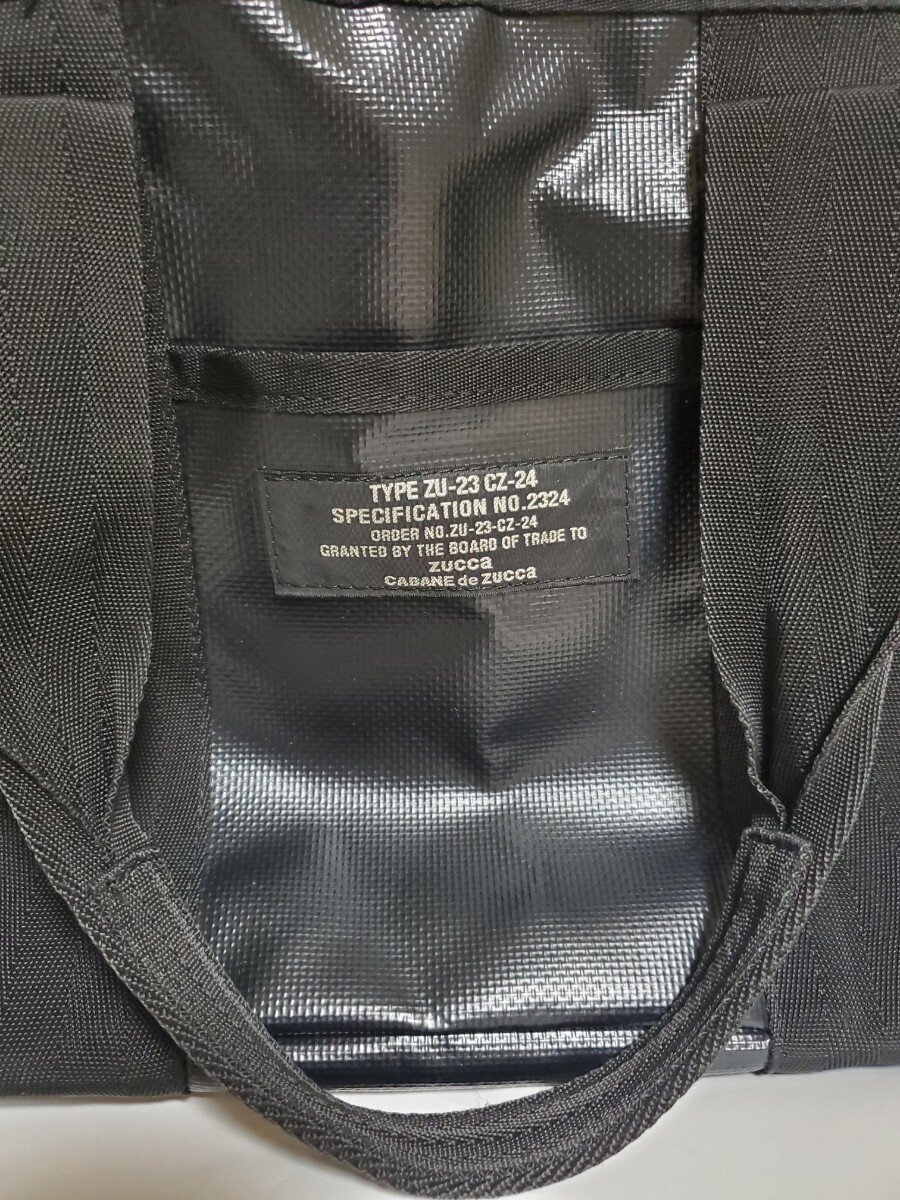 TYPE ZU-23 CZ-24
SPECIFICATION NO.2324
ORDER NO.ZU-23-CZ-24
GRANTED BY THE BOARD OF TRADE TO
zucca
CABANE de zucca